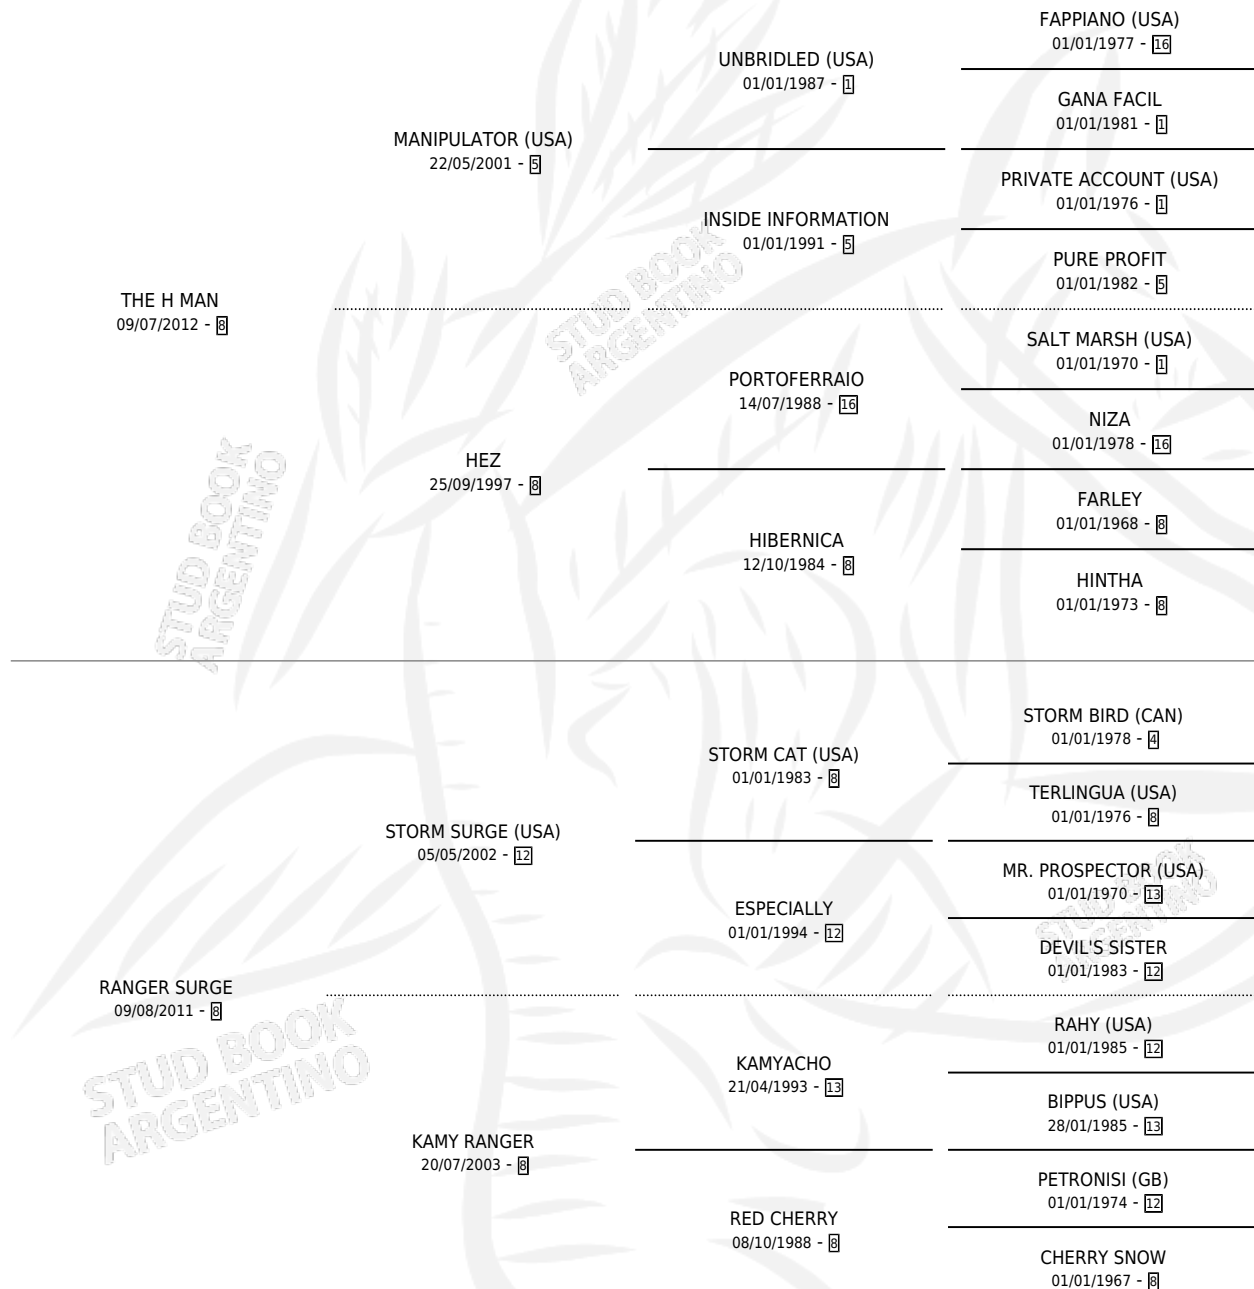 FAPPIANO (USA)
01/01/1977 - 16
UNBRIDLED (USA)
01/01/1987 - 1
GANA FACIL
01/01/1981 - 1
MANIPULATOR (USA)
22/05/2001 - 5
PRIVATE ACCOUNT (USA)
01/01/1976 - 1
INSIDE INFORMATION
01/01/1991 - 5
PURE PROFIT
01/01/1982 - 5
THE H MAN
09/07/2012 - 8
SALT MARSH (USA)
01/01/1970 - 1
PORTOFERRAIO
14/07/1988 - 16
NIZA
01/01/1978 - 16
HEZ
25/09/1997 - 8
FARLEY
01/01/1968 - 8
HIBERNICA
12/10/1984 - 8
HINTHA
01/01/1973 - 8
STUD BOOK
ARGENTINO
STUD BOOK
ARGENTINO
STORM BIRD (CAN)
01/01/1978 - 4
STORM CAT (USA)
01/01/1983 - 8
TERLINGUA (USA)
01/01/1976 - 8
STORM SURGE (USA)
05/05/2002 - 12
MR. PROSPECTOR (USA)
01/01/1970 - 13
ESPECIALLY
01/01/1994 - 12
DEVIL'S SISTER
01/01/1983 - 12
RANGER SURGE
09/08/2011 - 8
RAHY (USA)
01/01/1985 - 12
KAMYACHO
21/04/1993 - 13
BIPPUS (USA)
28/01/1985 - 13
KAMY RANGER
20/07/2003 - 8
PETRONISI (GB)
01/01/1974 - 12
RED CHERRY
08/10/1988 - 8
CHERRY SNOW
01/01/1967 - 8
STUD BOOK
ARGENTINO
STUD BOOK
ARGENTINO